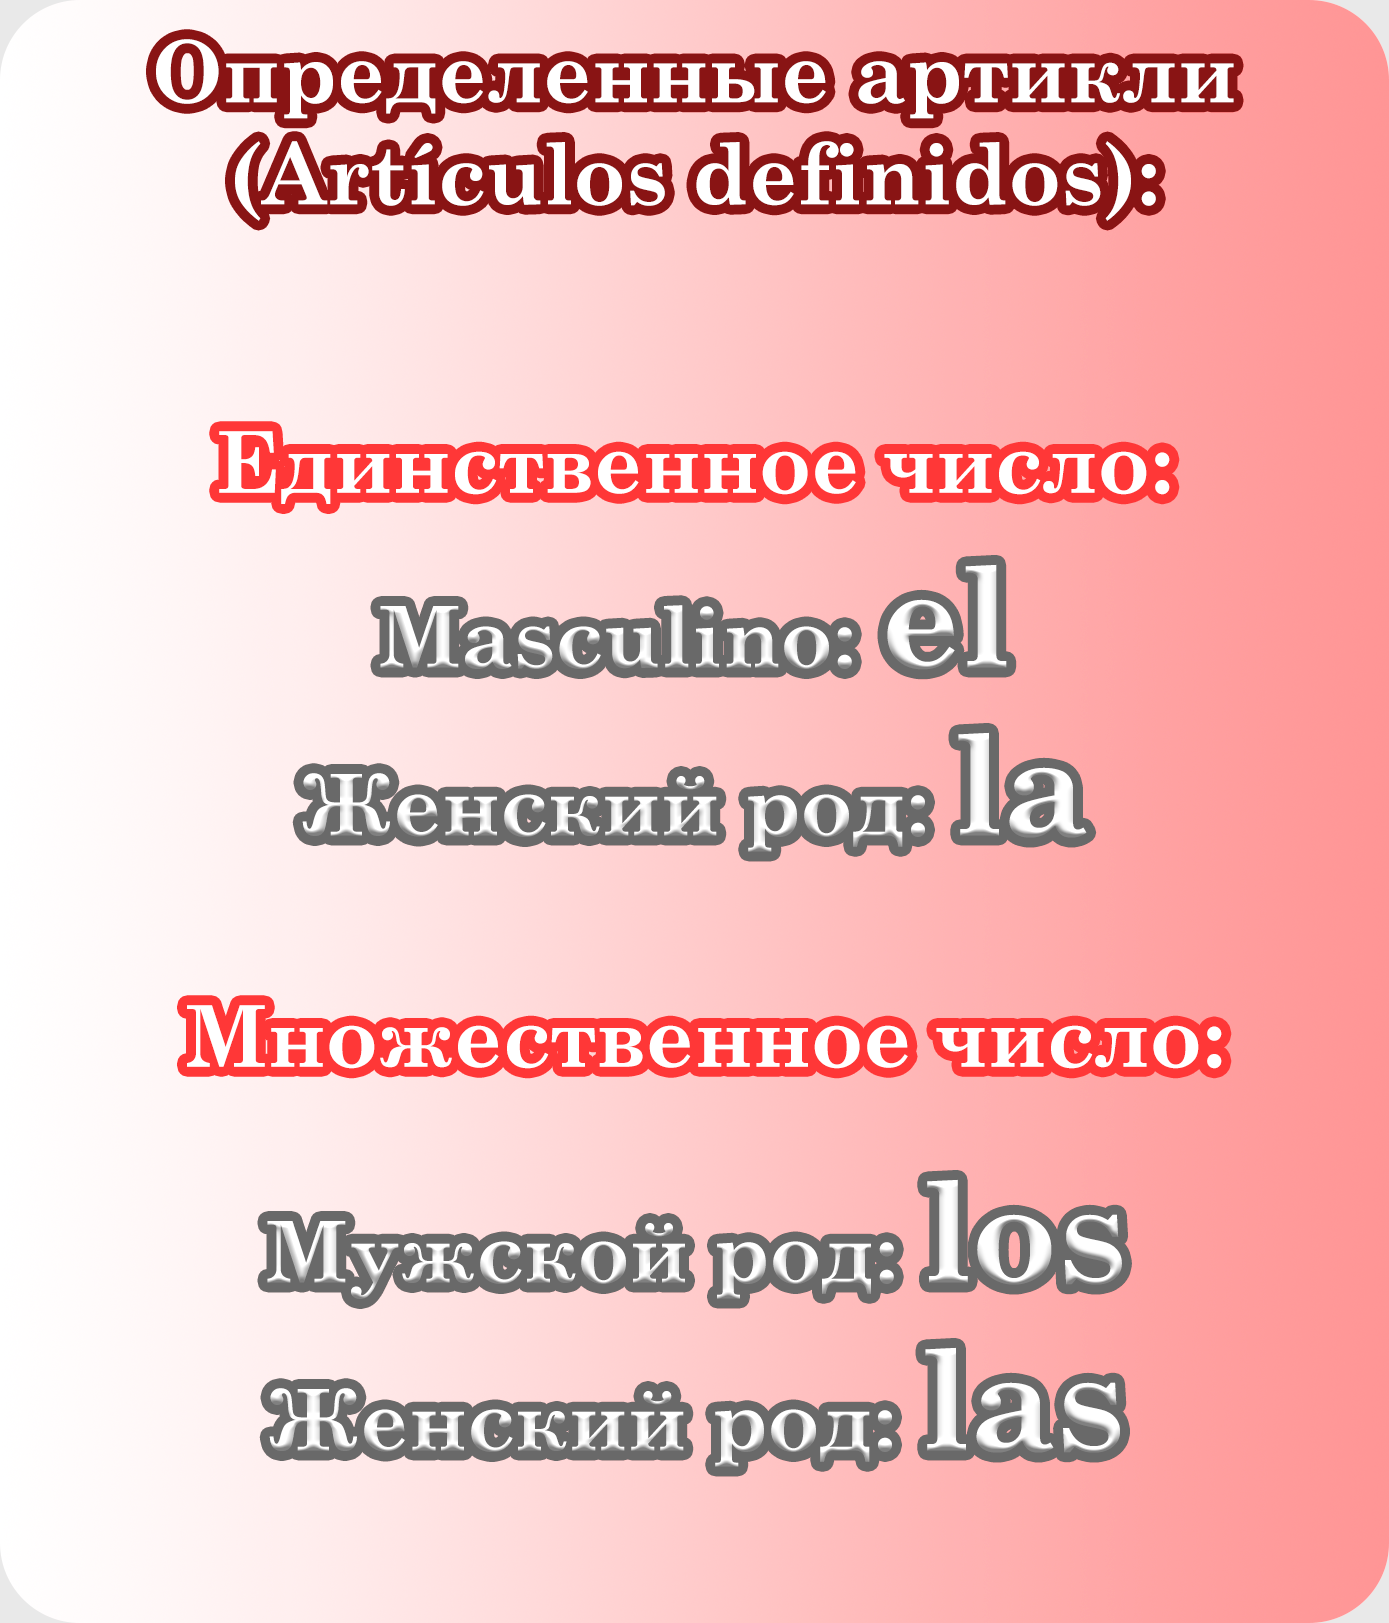 Определенные артикли
(Artículos definidos):
Единственное число:
Masculino: el
Женский род: la
Множественное число:
Мужской род: los
Женский род: las